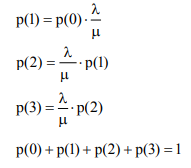 p(1) = p(0) · λ/μ
p(2) = λ/μ · p(1)
p(3) = λ/μ · p(2)
p(0) + p(1) + p(2) + p(3) = 1